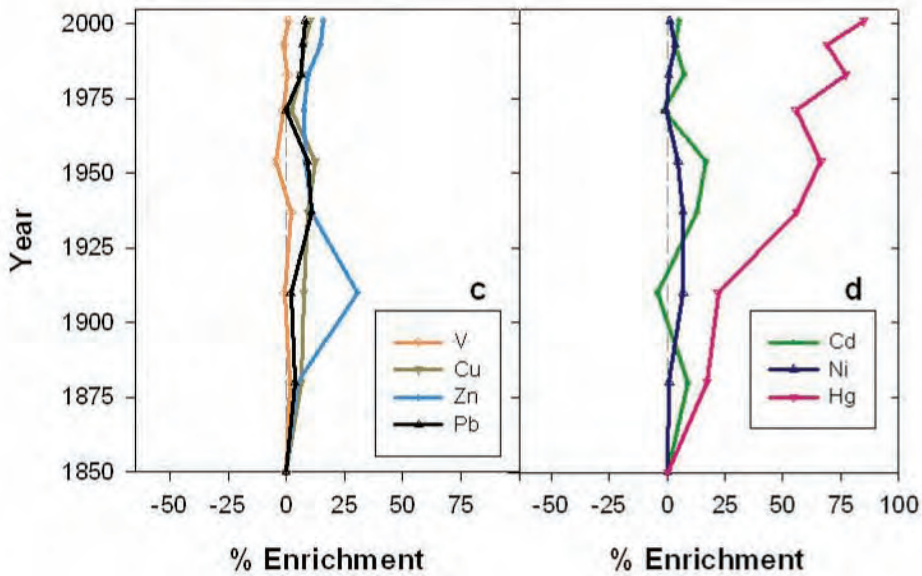 2000
1975
1950
1925
1900
1875
1850
Year
c
V
Cu
Zn
Pb
-50 -25 0 25 50 75
% Enrichment
d
Cd
Ni
Hg
-50 -25 0 25 50 75 100
% Enrichment